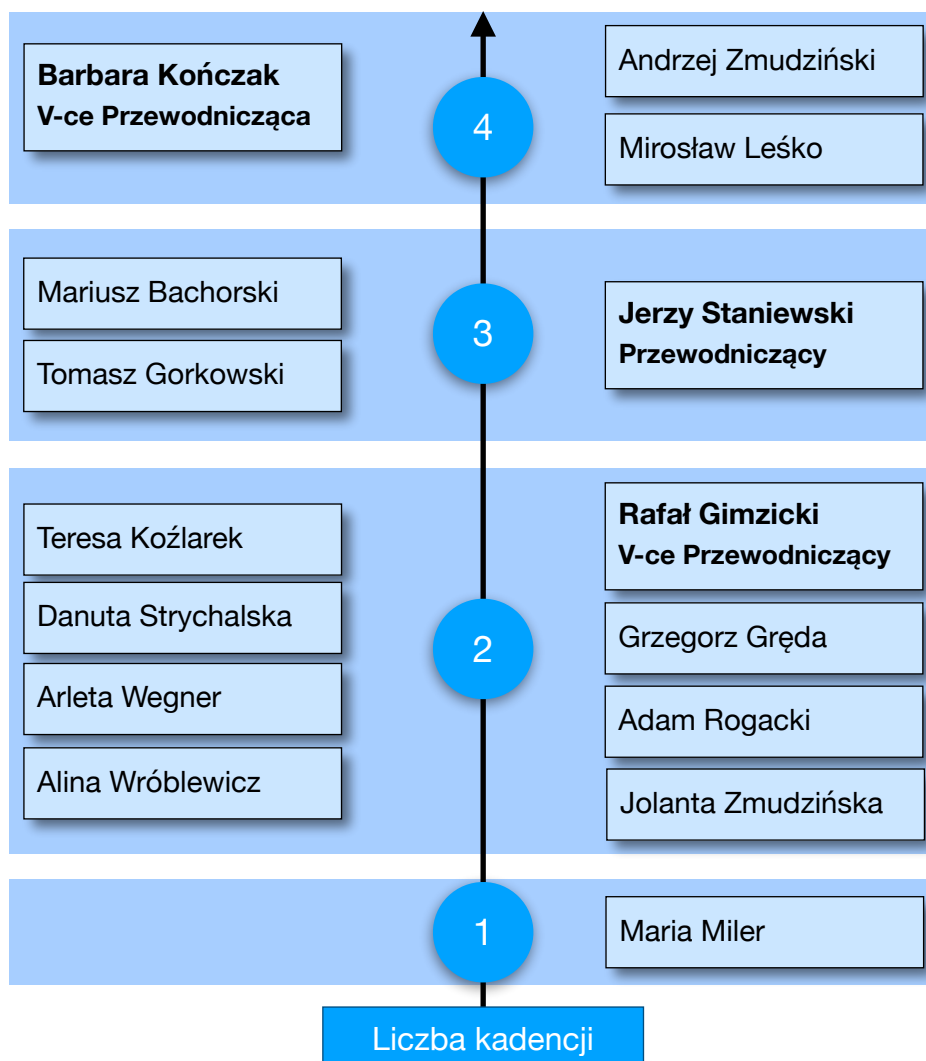 Barbara Kończak
V-ce Przewodnicząca
4
Andrzej Zmudziński
Mirosław Leśko
Mariusz Bachorski
Tomasz Gorkowski
3
Jerzy Staniewski
Przewodniczący
Teresa Koźlarek
Danuta Strychalska
Arleta Wegner
Alina Wróblewicz
2
Rafał Gimzicki
V-ce Przewodniczący
Grzegorz Gręda
Adam Rogacki
Jolanta Zmudzińska
1
Maria Miler
Liczba kadencji